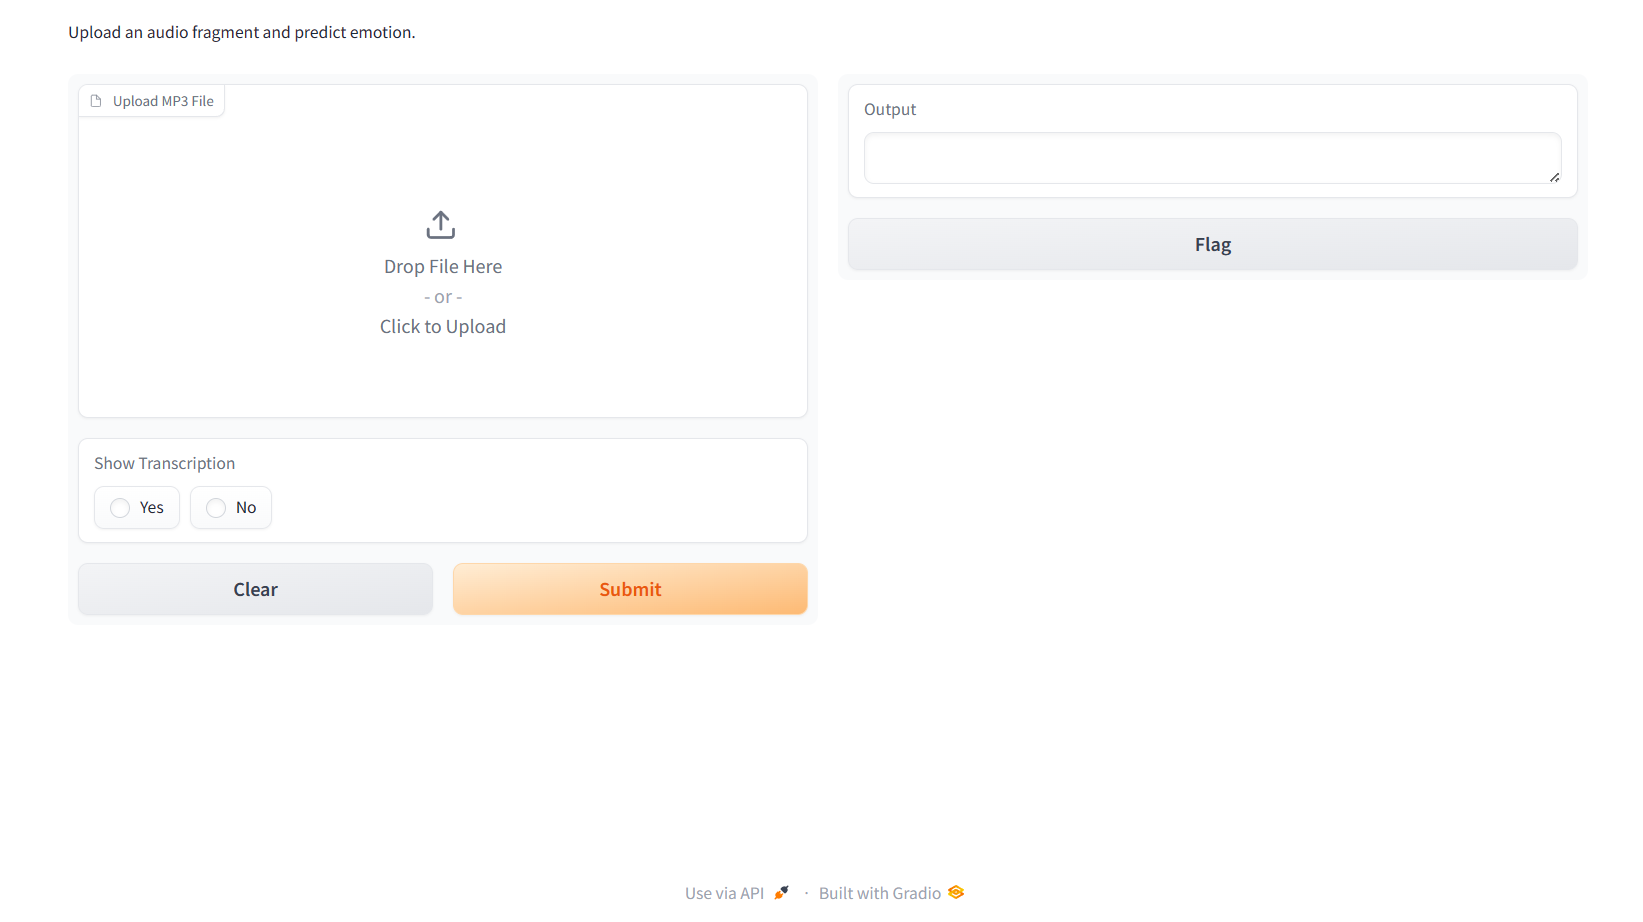 Upload an audio fragment and predict emotion.
Upload MP3 File
Drop File Here
- or -
Click to Upload
Show Transcription
Yes
No
Clear
Submit
Output
Flag
Use via API · Built with Gradio